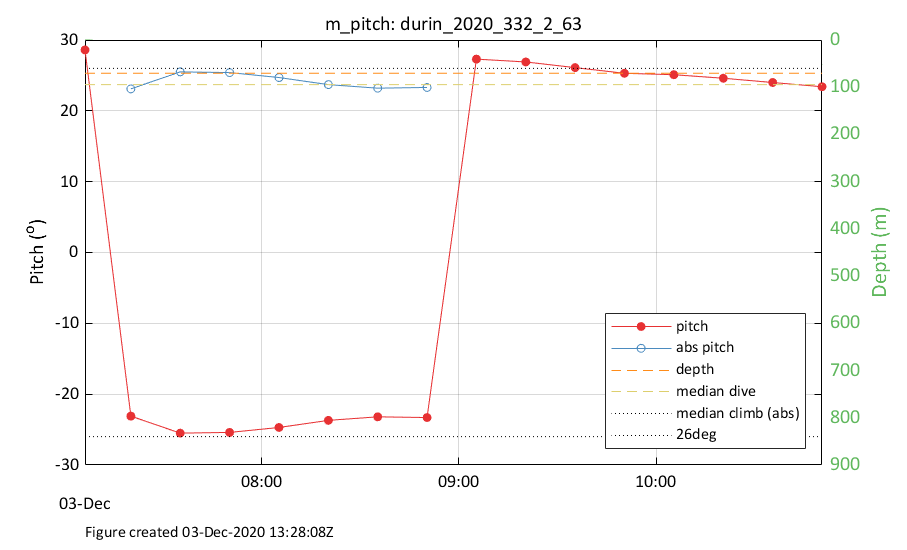 m_pitch: durin_2020_332_2_63
30
20
10
0
-10
-20
-30
Pitch (º)
0
100
200
300
400
500
600
700
800
900
Depth (m)
pitch
abs pitch
depth
median dive
median climb (abs)
26deg
08:00 09:00 10:00
03-Dec
Figure created 03-Dec-2020 13:28:08Z